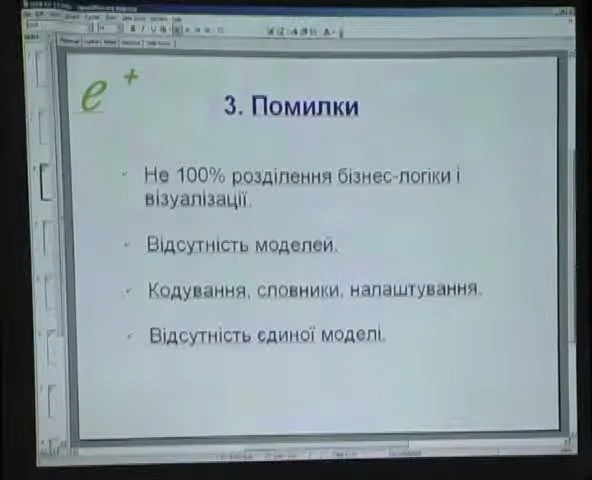 e+
3. Помилки
Не 100% розділення бізнес-логіки і
візуалізації.
Відсутність моделей.
Кодування, словники, налаштування.
Відсутність єдиної моделі.